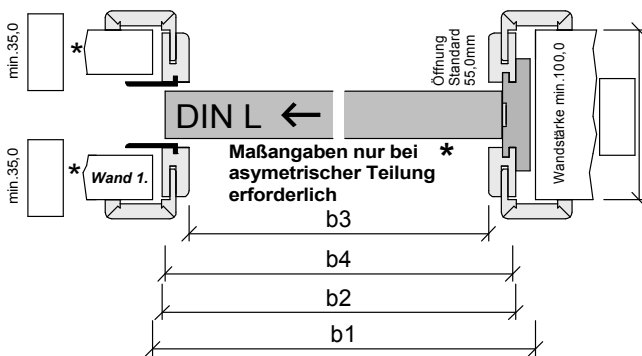 min.35,0
*
Öffnung
Standard
55,0mm
DIN L ←
Wandstärke min.100,0
min.35,0
*
Wand 1.
Maßangaben nur bei *
asymetrischer Teilung
erforderlich
b3
b4
b2
b1